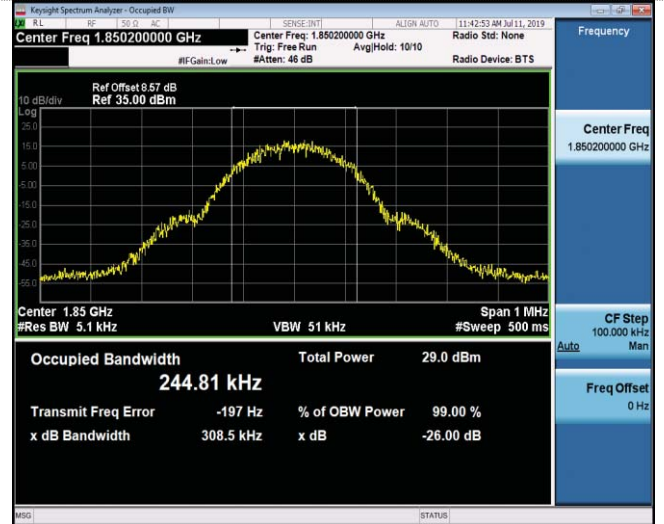 Keysight Spectrum Analyzer - Occupied BW
RL RF 50 Ω AC SENSE:INT ALIGN AUTO 11:42:53 AM Jul 11, 2019
Center Freq 1.850200000 GHz
Center Freq: 1.850200000 GHz
Radio Std: None
Trig: Free Run Avg|Hold: 10/10
#IFGain:Low #Atten: 46 dB
Radio Device: BTS
Frequency
Ref Offset 8.57 dB
10 dB/div Ref 35.00 dBm
Log
25.0
15.0
5.00
-5.00
-15.0
-25.0
-35.0
-45.0
-55.0
Center Freq
1.850200000 GHz
Center 1.85 GHz Span 1 MHz
#Res BW 5.1 kHz VBW 51 kHz #Sweep 500 ms
CF Step
100.000 kHz
Auto Man
Occupied Bandwidth Total Power 29.0 dBm
244.81 kHz
Transmit Freq Error -197 Hz % of OBW Power 99.00 %
x dB Bandwidth 308.5 kHz x dB -26.00 dB
Freq Offset
0 Hz
MSG STATUS